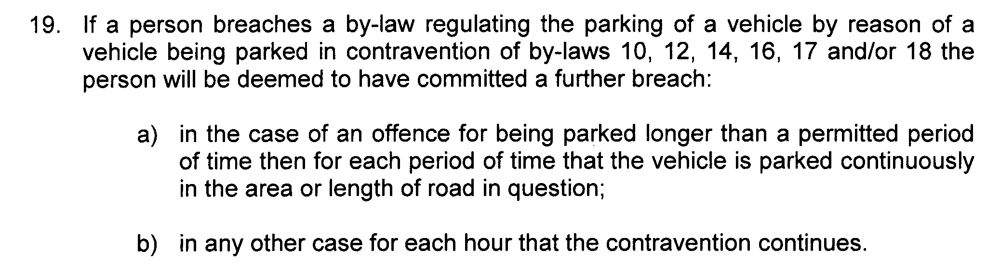 19. If a person breaches a by-law regulating the parking of a vehicle by reason of a
vehicle being parked in contravention of by-laws 10, 12, 14, 16, 17 and/or 18 the
person will be deemed to have committed a further breach:
a) in the case of an offence for being parked longer than a permitted period
of time then for each period of time that the vehicle is parked continuously
in the area or length of road in question;
b) in any other case for each hour that the contravention continues.